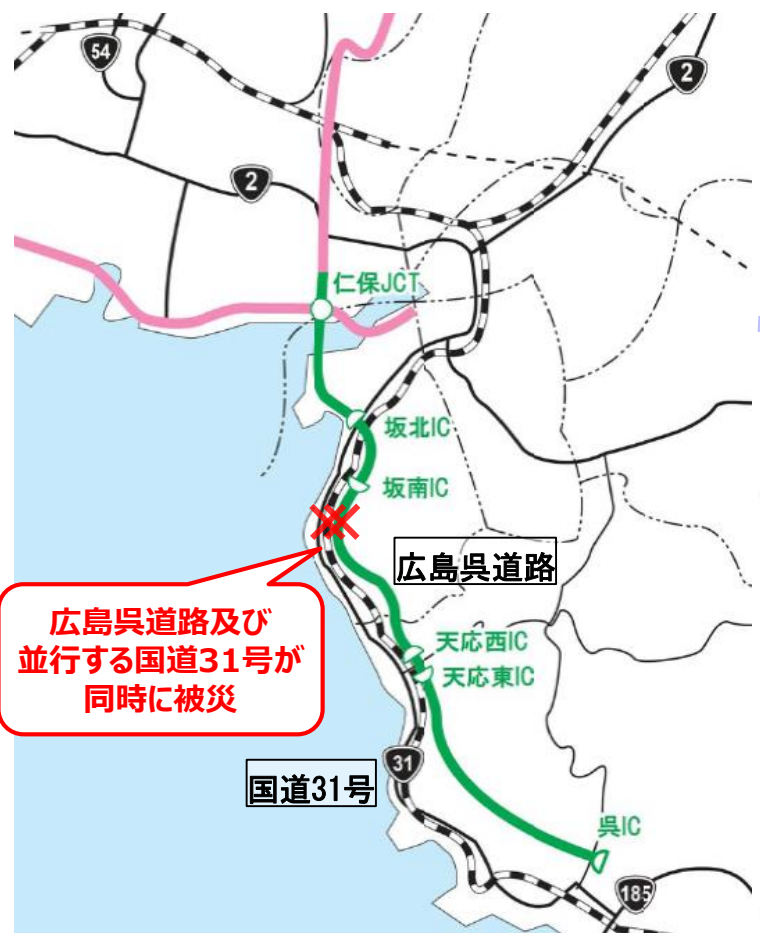 54
2
2
仁保JCT
坂北IC
坂南IC
広島呉道路
広島呉道路及び
並行する国道31号が
同時に被災
天応西IC
天応東IC
31
国道31号
呉IC
185